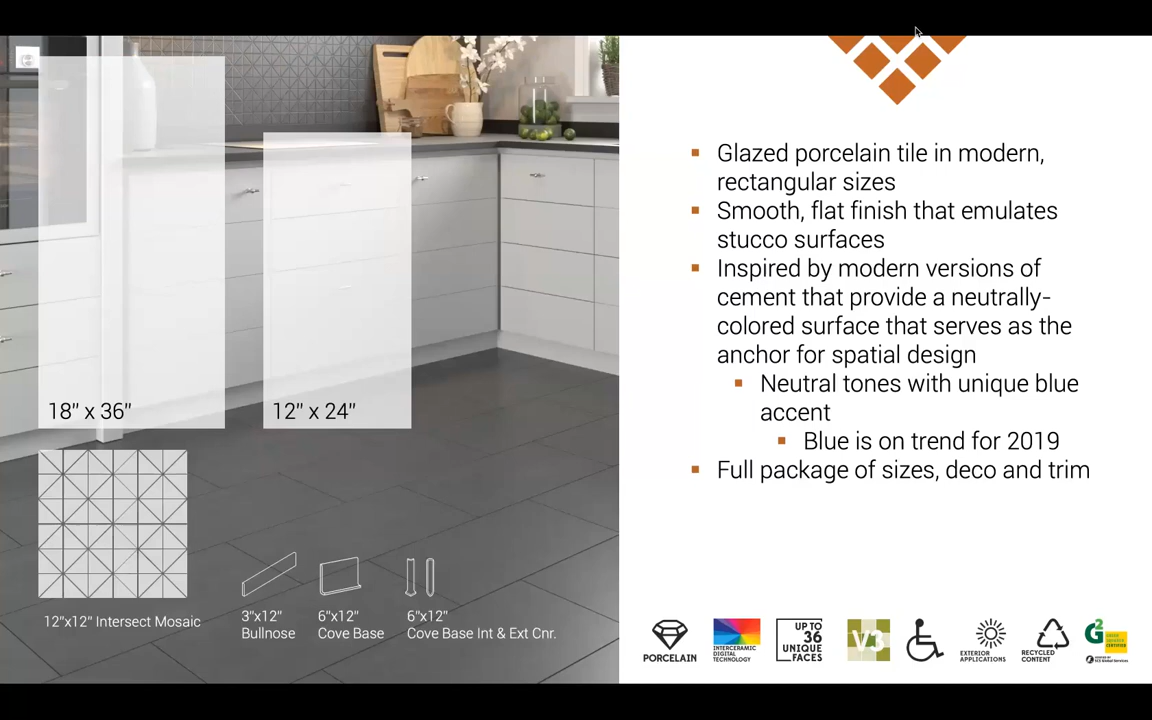 18" x 36"
12" x 24"
12"x12" Intersect Mosaic
3"x12"
Bullnose
6"x12"
Cove Base
6"x12"
Cove Base Int & Ext Cnr.
▪ Glazed porcelain tile in modern,
rectangular sizes
▪ Smooth, flat finish that emulates
stucco surfaces
▪ Inspired by modern versions of
cement that provide a neutrally-
colored surface that serves as the
anchor for spatial design
▪ Neutral tones with unique blue
accent
▪ Blue is on trend for 2019
▪ Full package of sizes, deco and trim
PORCELAIN
INTERCERAMIC
DIGITAL
TECHNOLOGY
UP TO
36
UNIQUE
FACES
V3
EXTERIOR
APPLICATIONS
RECYCLED
CONTENT
G2
CERTIFIED